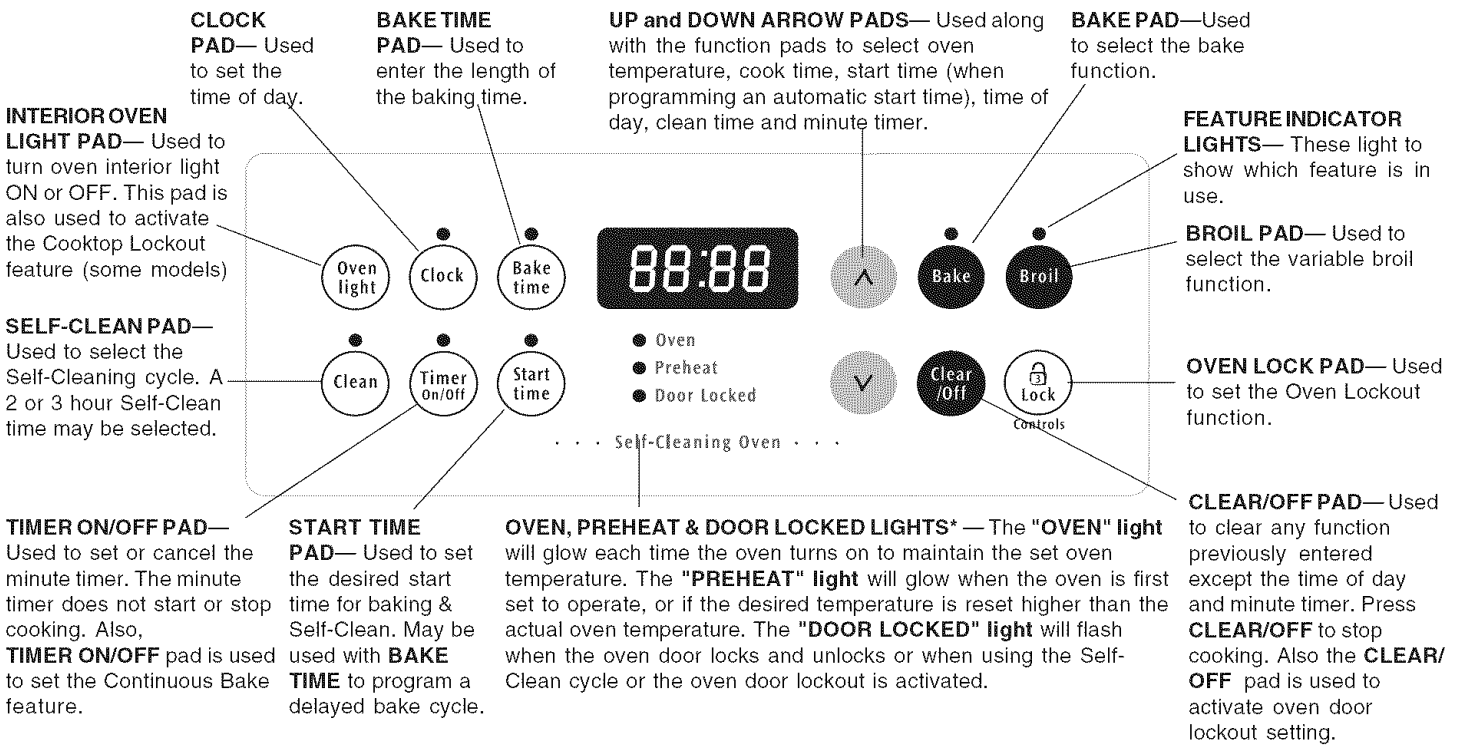 CLOCK
PAD— Used
to set the
time of day.
BAKE TIME
PAD— Used to
enter the length of
the baking time.
UP and DOWN ARROW PADS— Used along
with the function pads to select oven
temperature, cook time, start time (when
programming an automatic start time), time of
day, clean time and minute timer.
BAKE PAD—Used
to select the bake
function.
INTERIOR OVEN
LIGHT PAD— Used to
turn oven interior light
ON or OFF. This pad is
also used to activate
the Cooktop Lockout
feature (some models)
FEATURE INDICATOR
LIGHTS— These light to
show which feature is in
use.
BROIL PAD— Used to
select the variable broil
function.
SELF-CLEAN PAD—
Used to select the
Self-Cleaning cycle. A
2 or 3 hour Self-Clean
time may be selected.
Oven
light
Clock
Bake
time
88:88
Bake
Broil
Clean
Timer
On/Off
Start
time
Oven
Preheat
Door Locked
Clear
/Off
3
Lock
Controls
· · · Self-Cleaning Oven · · ·
OVEN LOCK PAD— Used
to set the Oven Lockout
function.
TIMER ON/OFF PAD—
Used to set or cancel the
minute timer. The minute
timer does not start or stop
cooking. Also,
TIMER ON/OFF pad is used
to set the Continuous Bake
feature.
START TIME
PAD— Used to set
the desired start
time for baking &
Self-Clean. May be
used with BAKE
TIME to program a
delayed bake cycle.
OVEN, PREHEAT & DOOR LOCKED LIGHTS* — The "OVEN" light
will glow each time the oven turns on to maintain the set oven
temperature. The "PREHEAT" light will glow when the oven is first
set to operate, or if the desired temperature is reset higher than the
actual oven temperature. The "DOOR LOCKED" light will flash
when the oven door locks and unlocks or when using the Self-
Clean cycle or the oven door lockout is activated.
CLEAR/OFF PAD— Used
to clear any function
previously entered
except the time of day
and minute timer. Press
CLEAR/OFF to stop
cooking. Also the CLEAR/
OFF pad is used to
activate oven door
lockout setting.